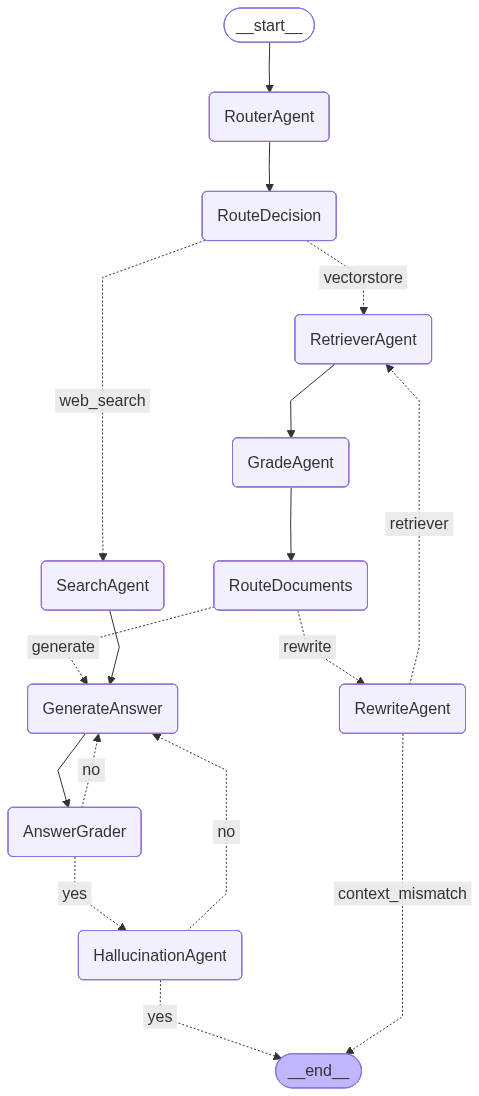 __start__
RouterAgent
RouteDecision
vectorstore
RetrieverAgent
web_search
GradeAgent
retriever
SearchAgent
RouteDocuments
generate
rewrite
GenerateAnswer
RewriteAgent
no
AnswerGrader
no
yes
context_mismatch
HallucinationAgent
yes
__end__